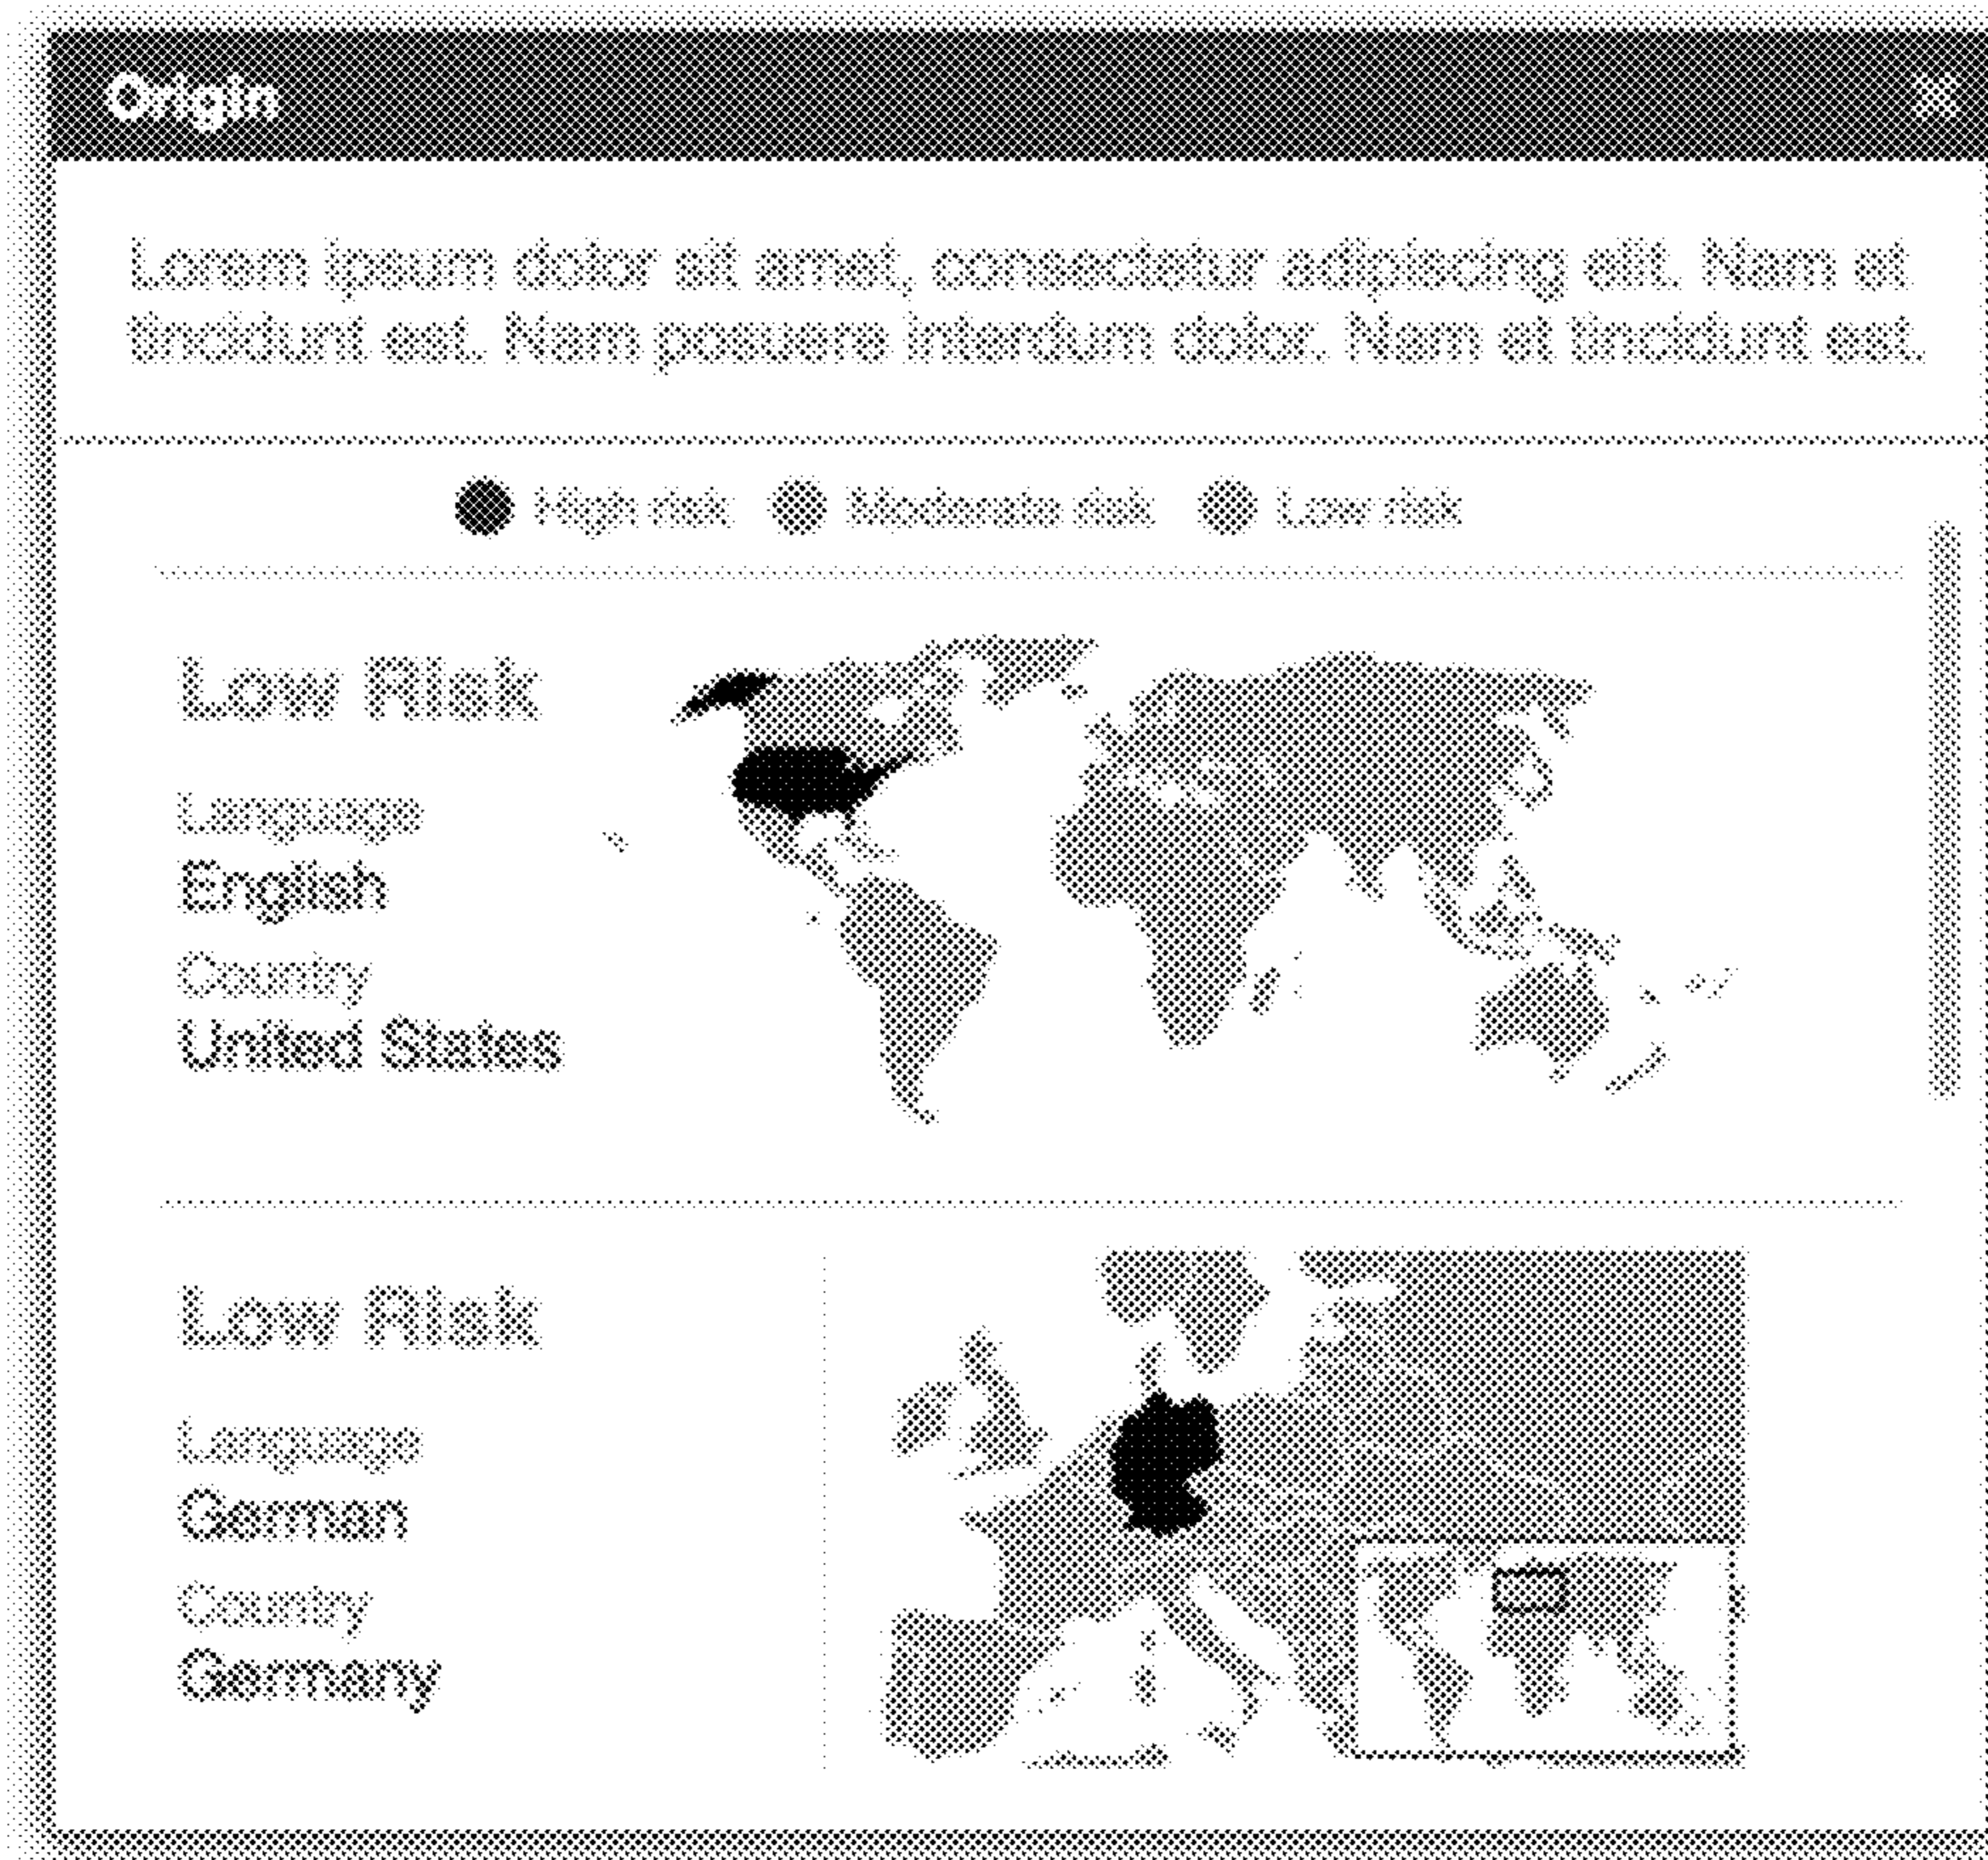 Origin
Lorem ipsum dolor sit amet, consectetur adipiscing elit. Nam et
tincidunt est. Nam posuere interdum dolor. Nam et tincidunt est.
High risk Moderate risk Low risk
Low Risk
Language
English
Country
United States
Low Risk
Language
German
Country
Germany